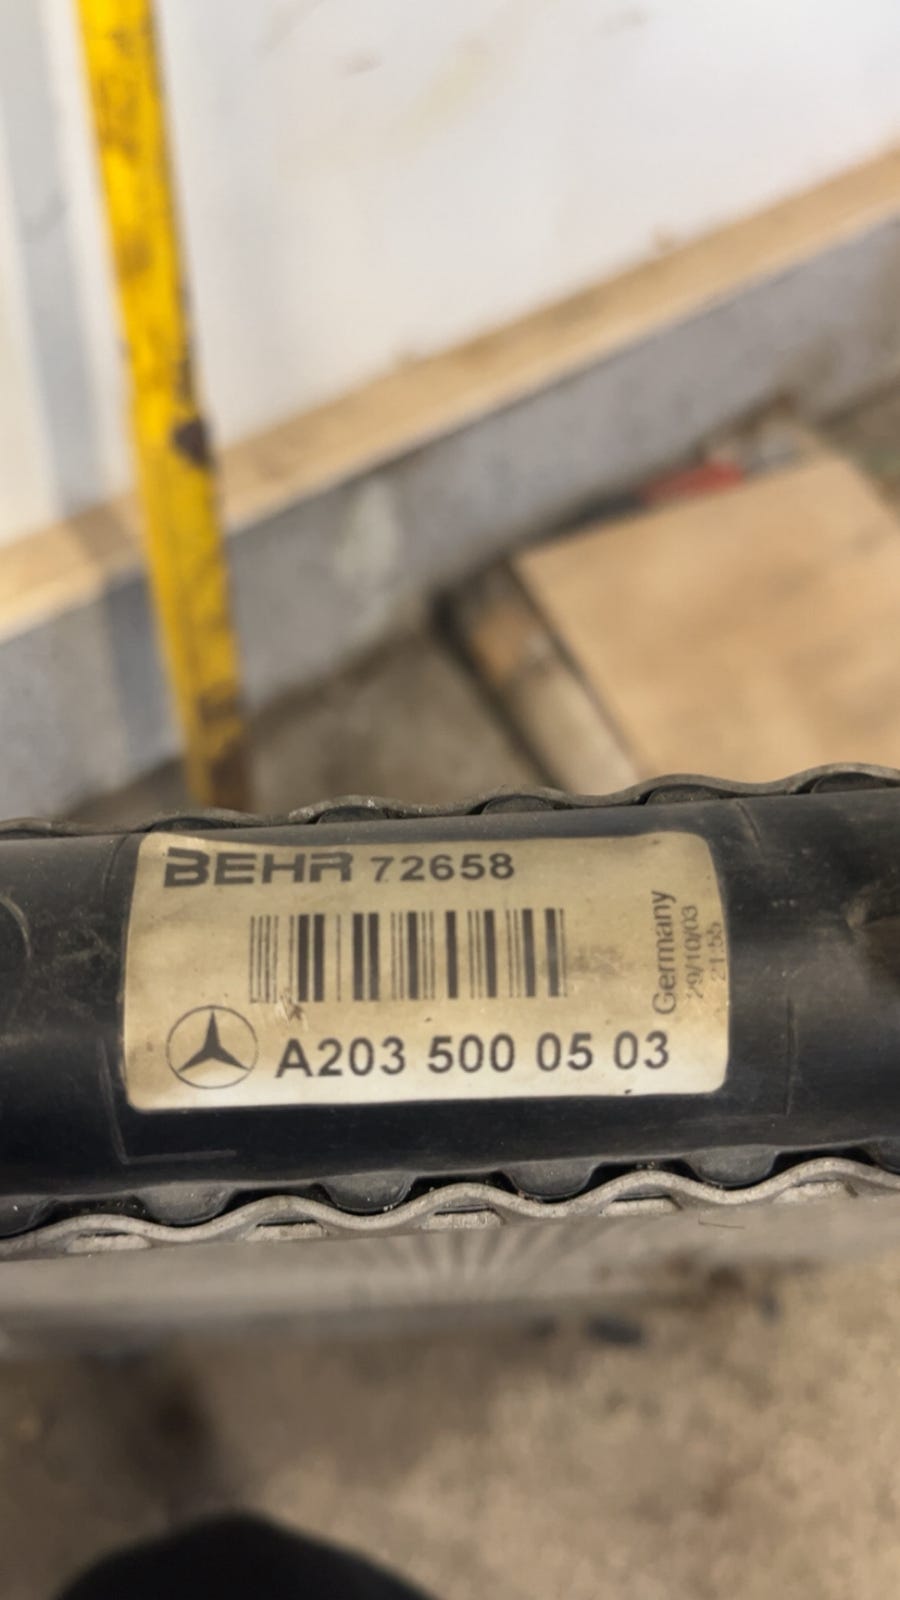 BEHR 72658
Germany
29/10/03
21:55
A203 500 05 03